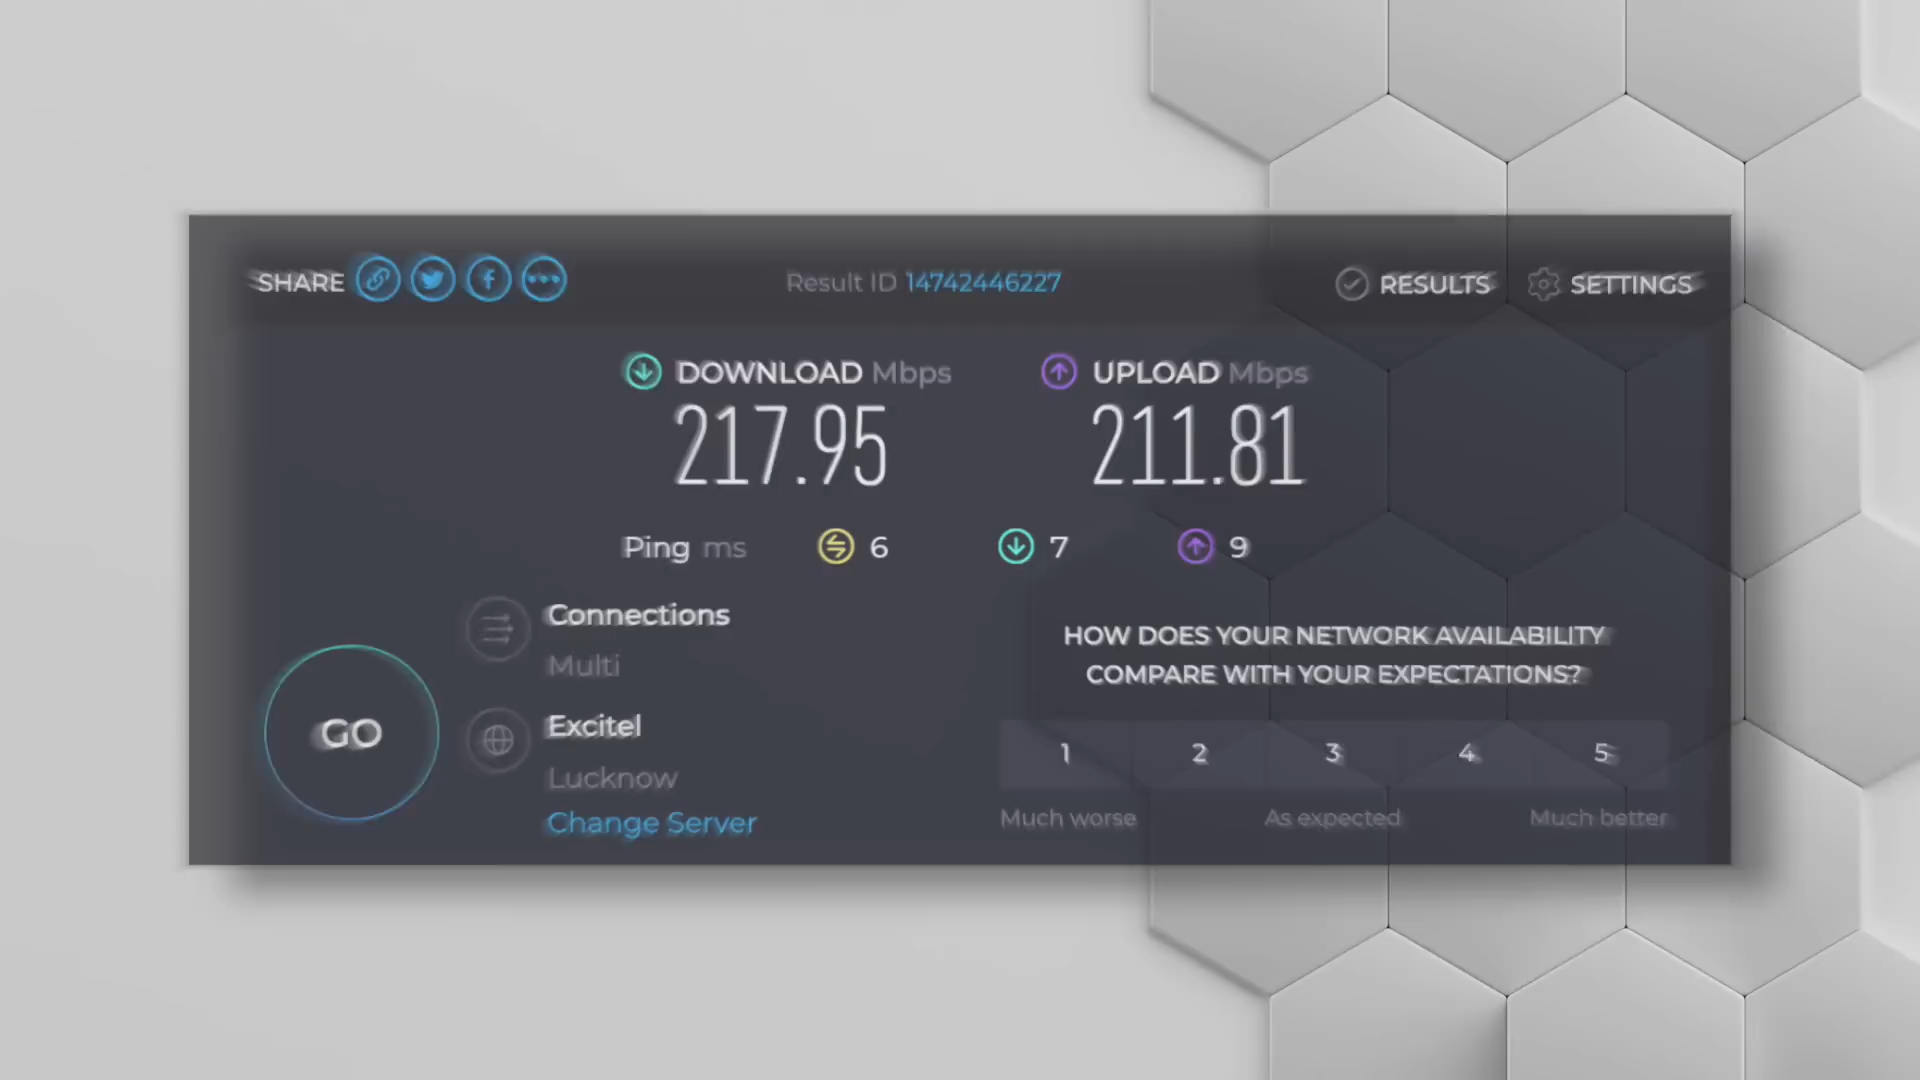 SHARE
Result ID 14742446227
RESULTS
SETTINGS
DOWNLOAD Mbps
217.95
UPLOAD Mbps
211.81
Ping ms
6
7
9
Connections
Multi
Excitel
Lucknow
Change Server
GO
HOW DOES YOUR NETWORK AVAILABILITY
COMPARE WITH YOUR EXPECTATIONS?
1 2 3 4 5
Much worse
As expected
Much better